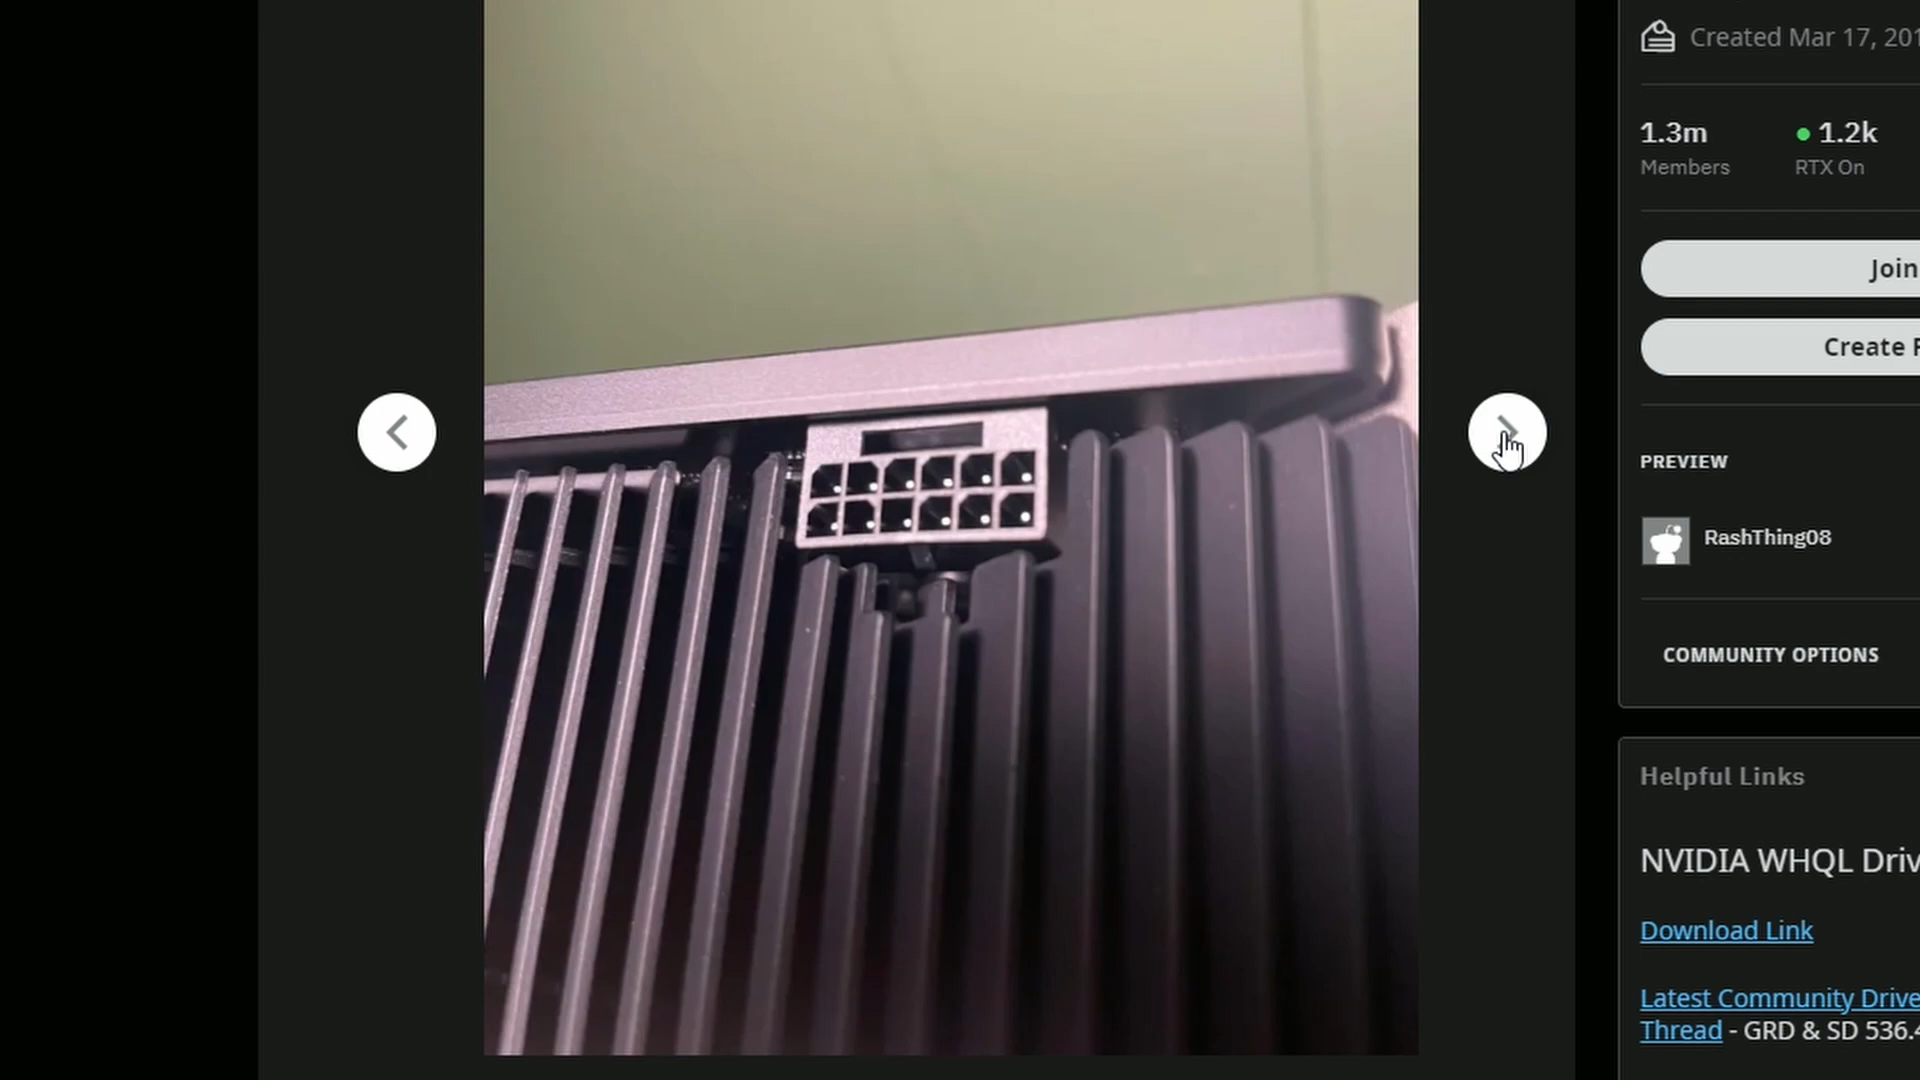 Created Mar 17, 201
1.3m
Members
1.2k
RTX On
Join
Create
PREVIEW
RashThing08
COMMUNITY OPTIONS
Helpful Links
NVIDIA WHQL Driv
Download Link
Latest Community Drive
Thread - GRD & SD 536.4